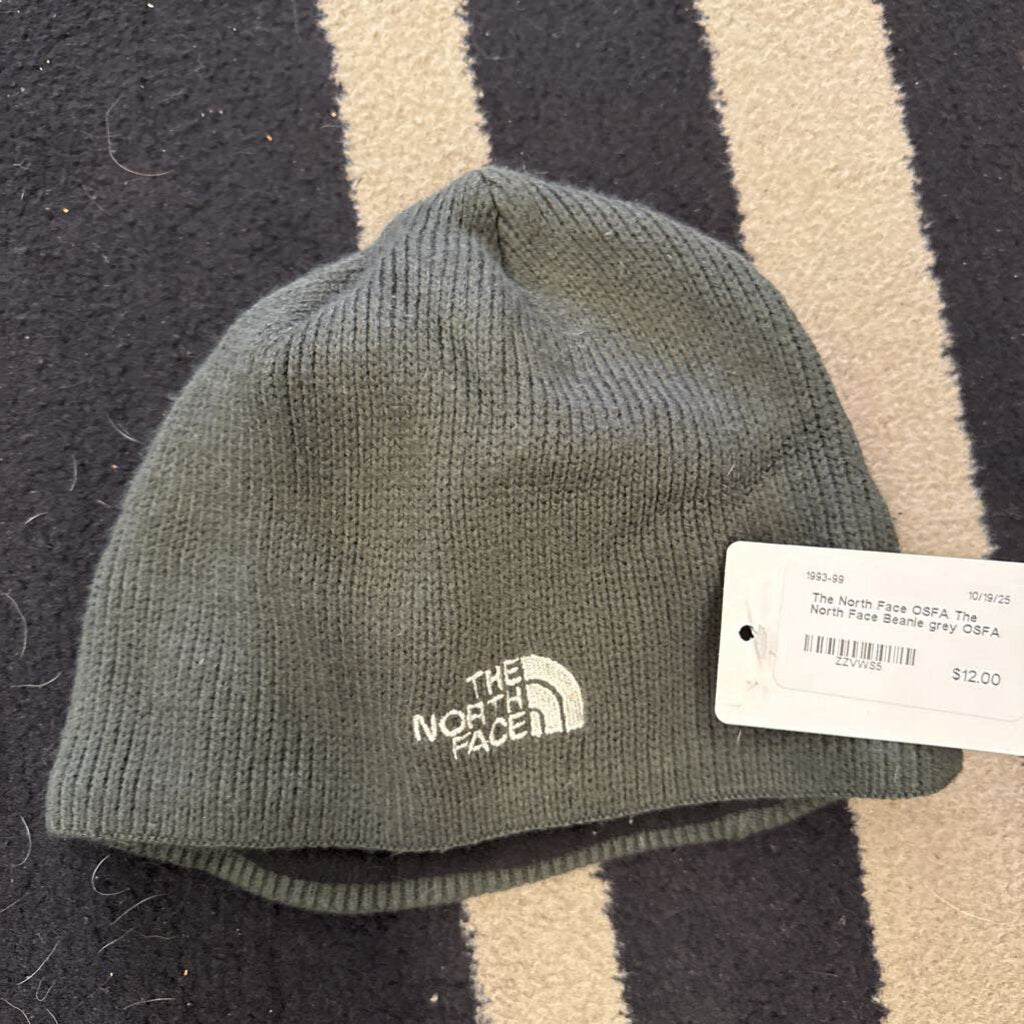 THE
NORTH
FACE
1993-99
10/19/25
The North Face OSFA The
North Face Beanie grey OSFA
ZZVWS5
$12.00